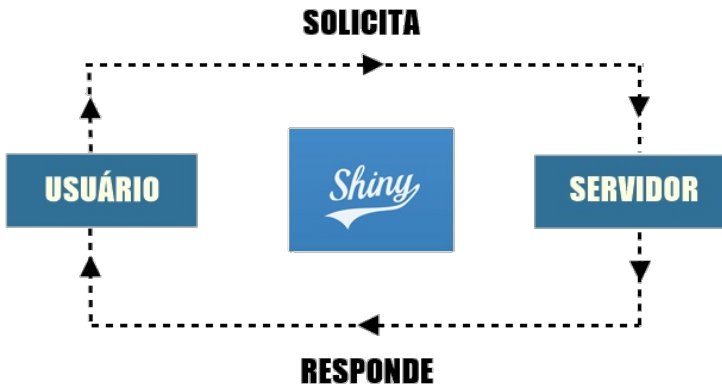 SOLICITA
USUÁRIO
Shiny
SERVIDOR
RESPONDE